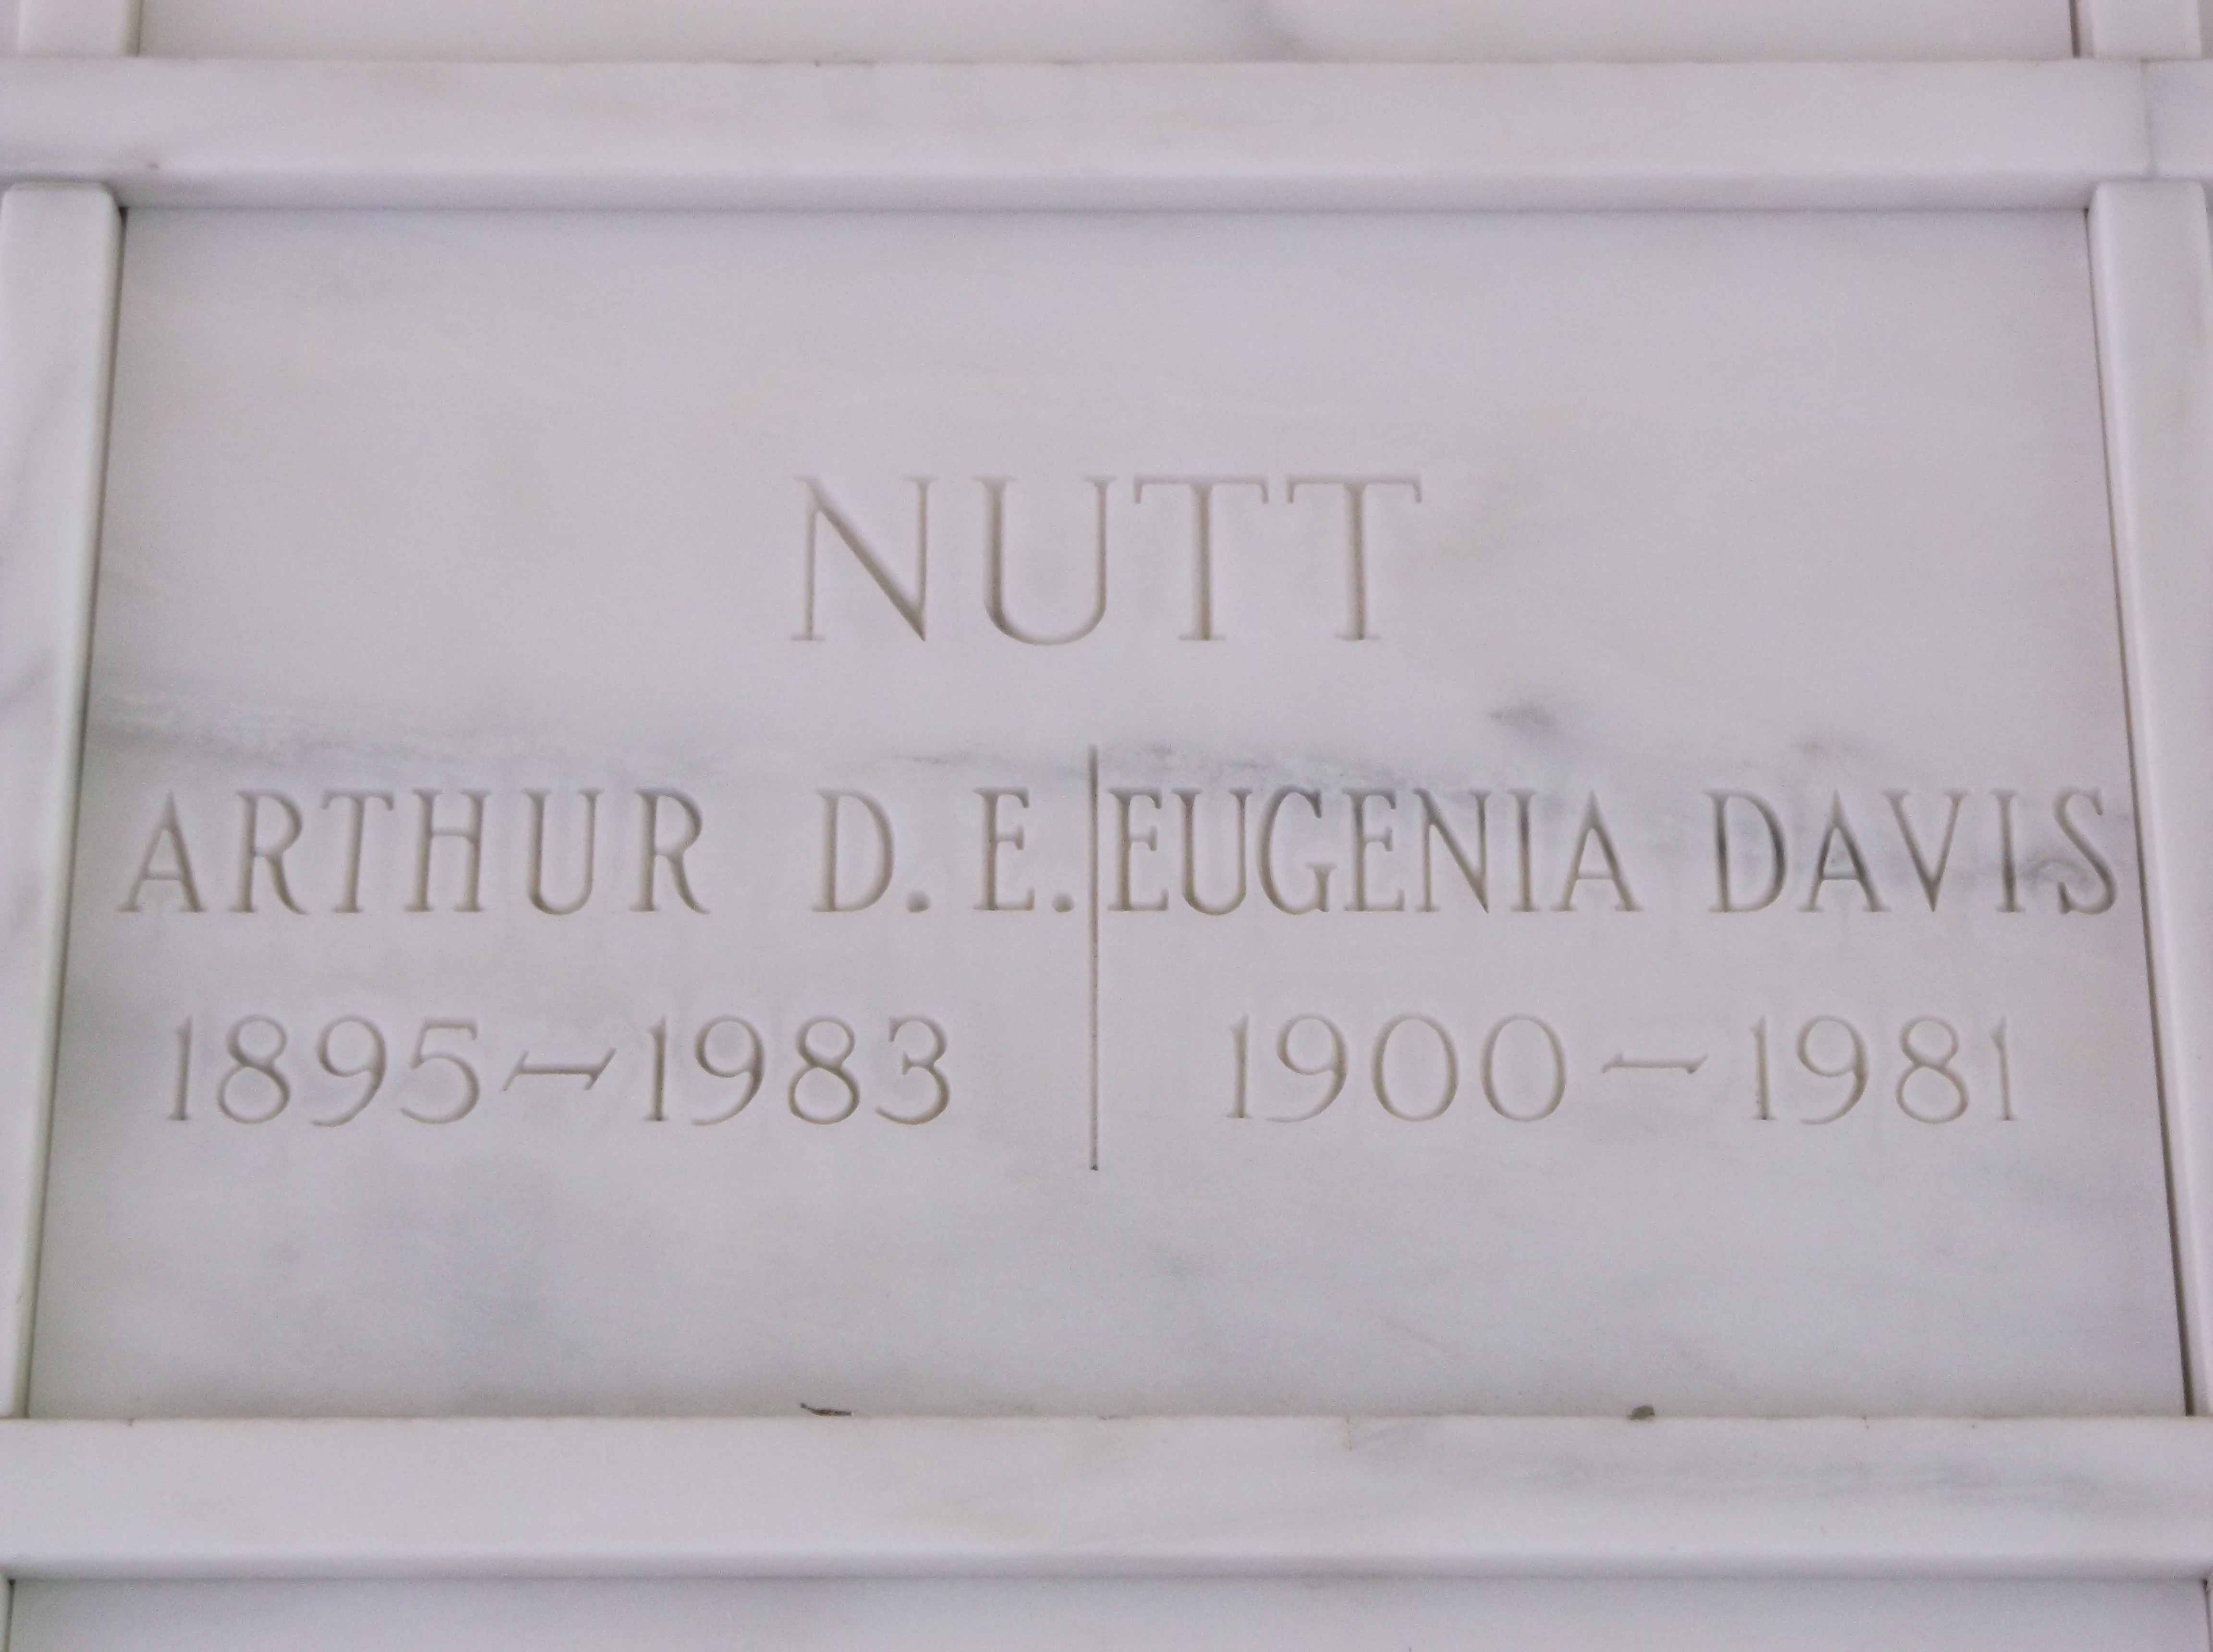 NUTT
ARTHUR D. E. EUGENIA DAVIS
1895-1983 1900-1981